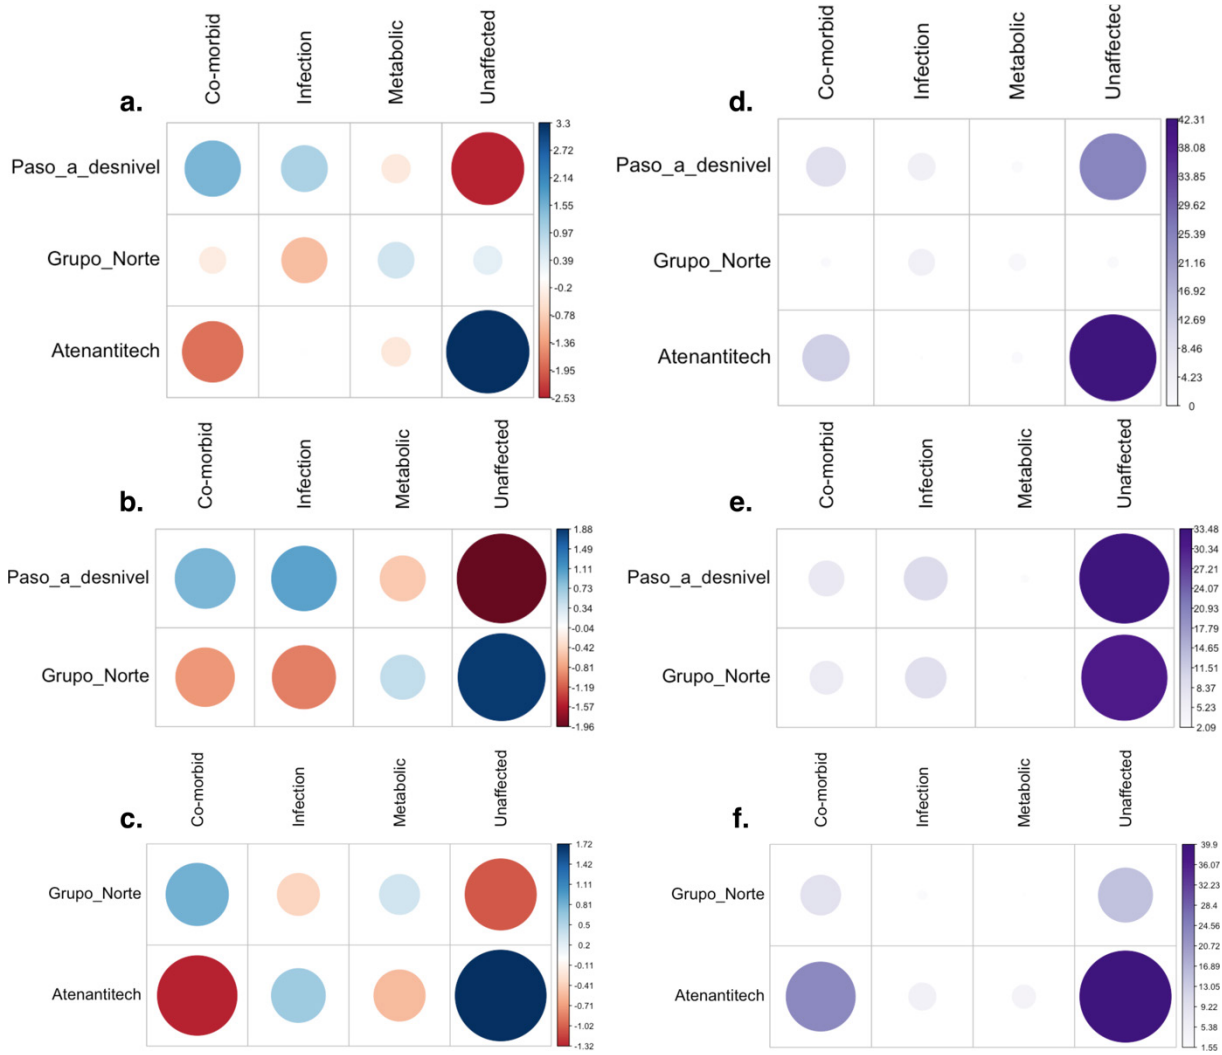 a.
Co-morbid
Infection
Metabolic
Unaffected
Paso_a_desnivel
Grupo_Norte
Atenantitech
3.3
2.72
2.14
1.55
0.97
0.39
-0.2
-0.78
-1.36
-1.95
-2.53
d.
Co-morbid
Infection
Metabolic
Unaffected
Paso_a_desnivel
Grupo_Norte
Atenantitech
42.31
38.08
33.85
29.62
25.39
21.16
16.92
12.69
8.46
4.23
0
b.
Co-morbid
Infection
Metabolic
Unaffected
Paso_a_desnivel
Grupo_Norte
1.88
1.49
1.11
0.73
0.34
-0.04
-0.42
-0.81
-1.19
-1.57
-1.96
e.
Co-morbid
Infection
Metabolic
Unaffected
Paso_a_desnivel
Grupo_Norte
33.48
30.34
27.21
24.07
20.93
17.79
14.65
11.51
8.37
5.23
2.09
c.
Co-morbid
Infection
Metabolic
Unaffected
Grupo_Norte
Atenantitech
1.72
1.42
1.11
0.81
0.5
0.2
-0.11
-0.41
-0.71
-1.02
-1.32
f.
Co-morbid
Infection
Metabolic
Unaffected
Grupo_Norte
Atenantitech
39.9
36.07
32.23
28.4
24.56
20.72
16.89
13.05
9.22
5.38
1.55